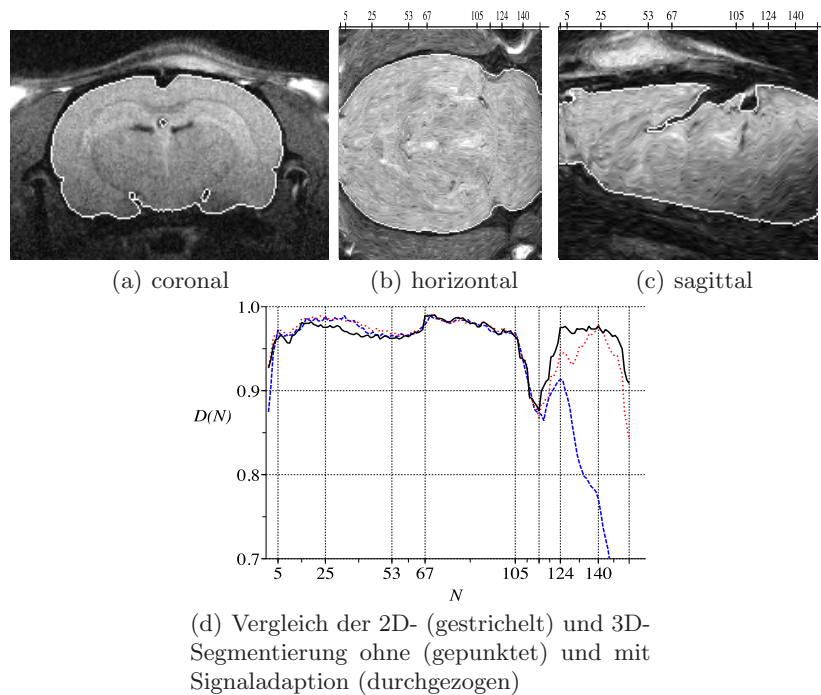 5 25 53 67 105 124 140
5 25 53 67 105 124 140
(a) coronal
(b) horizontal
(c) sagittal
1.0
0.9
D(N)
0.8
0.7
5 25 53 67 105 124 140
N
(d) Vergleich der 2D- (gestrichelt) und 3D-
Segmentierung ohne (gepunktet) und mit
Signaladaption (durchgezogen)